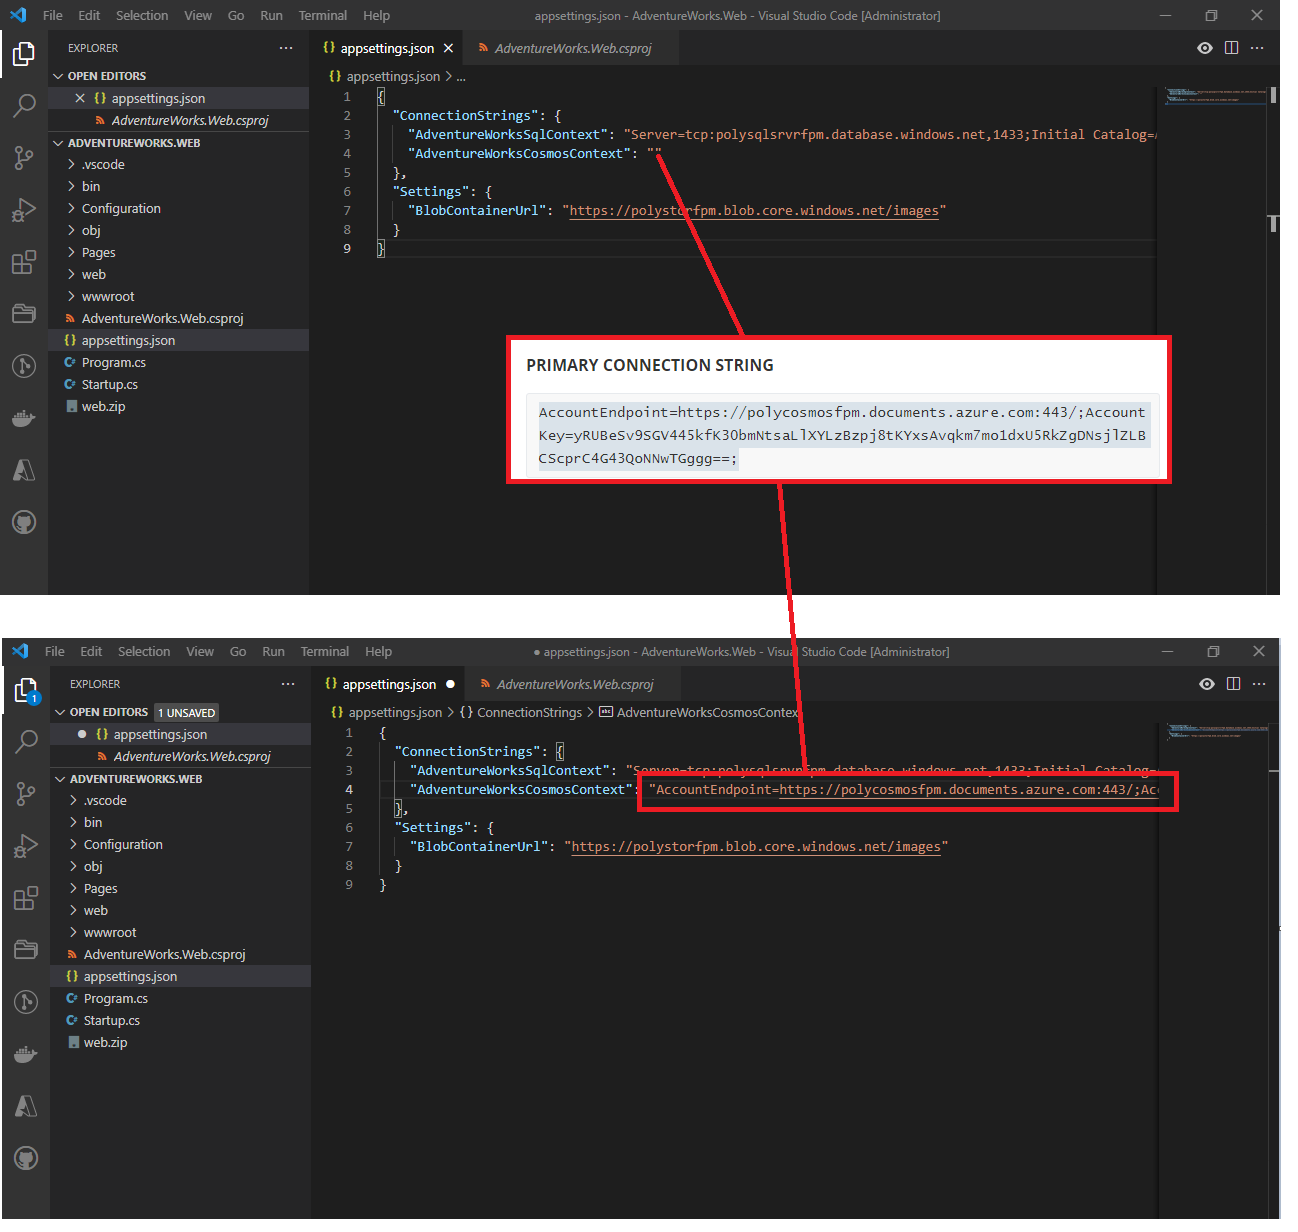 File Edit Selection View Go Run Terminal Help
appsettings.json - AdventureWorks.Web - Visual Studio Code [Administrator]
EXPLORER
OPEN EDITORS
appsettings.json
AdventureWorks.Web.csproj
ADVENTUREWORKS.WEB
.vscode
bin
Configuration
obj
Pages
web
wwwroot
AdventureWorks.Web.csproj
appsettings.json
Program.cs
Startup.cs
web.zip
appsettings.json
AdventureWorks.Web.csproj
{} appsettings.json > ...
1 {
2 "ConnectionStrings": {
3 "AdventureWorksSqlContext": "Server=tcp:polysqlsrvrfpm.database.windows.net,1433;Initial Catalog=
4 "AdventureWorksCosmosContext": ""
5 },
6 "Settings": {
7 "BlobContainerUrl": "https://polystorfpm.blob.core.windows.net/images"
8 }
9 }
PRIMARY CONNECTION STRING
AccountEndpoint=https://polycosmosfpm.documents.azure.com:443/;Account
Key=yRUBeSv9SGV445kfK30bmNtsaLlXYLzBzpj8tKYxsAvqkm7mo1dxU5RkZgDNsjlZLB
CScprC4G43QoNNwTGggg==;
File Edit Selection View Go Run Terminal Help
● appsettings.json - AdventureWorks.Web - Visual Studio Code [Administrator]
1
EXPLORER
OPEN EDITORS 1 UNSAVED
appsettings.json
AdventureWorks.Web.csproj
ADVENTUREWORKS.WEB
.vscode
bin
Configuration
obj
Pages
web
wwwroot
AdventureWorks.Web.csproj
appsettings.json
Program.cs
Startup.cs
web.zip
appsettings.json ●
AdventureWorks.Web.csproj
{} appsettings.json > {} ConnectionStrings > abc AdventureWorksCosmosContex
1 {
2 "ConnectionStrings": {
3 "AdventureWorksSqlContext": "Server=tcp:polysqlsrvrfpm.database.windows.net,1433;Initial Catalog=
4 "AdventureWorksCosmosContext": "AccountEndpoint=https://polycosmosfpm.documents.azure.com:443/;Acc
5 },
6 "Settings": {
7 "BlobContainerUrl": "https://polystorfpm.blob.core.windows.net/images"
8 }
9 }